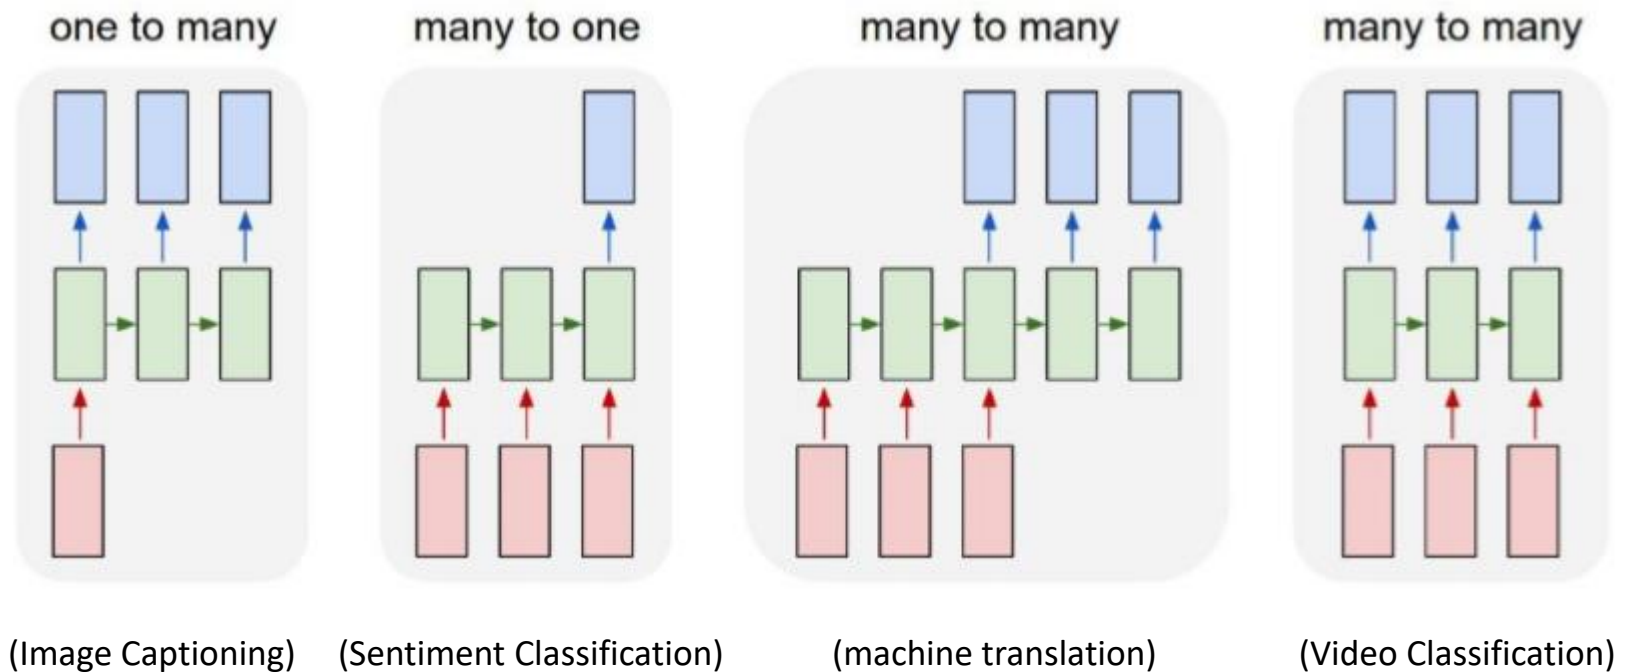 one to many
many to one
many to many
many to many
(Image Captioning)
(Sentiment Classification)
(machine translation)
(Video Classification)